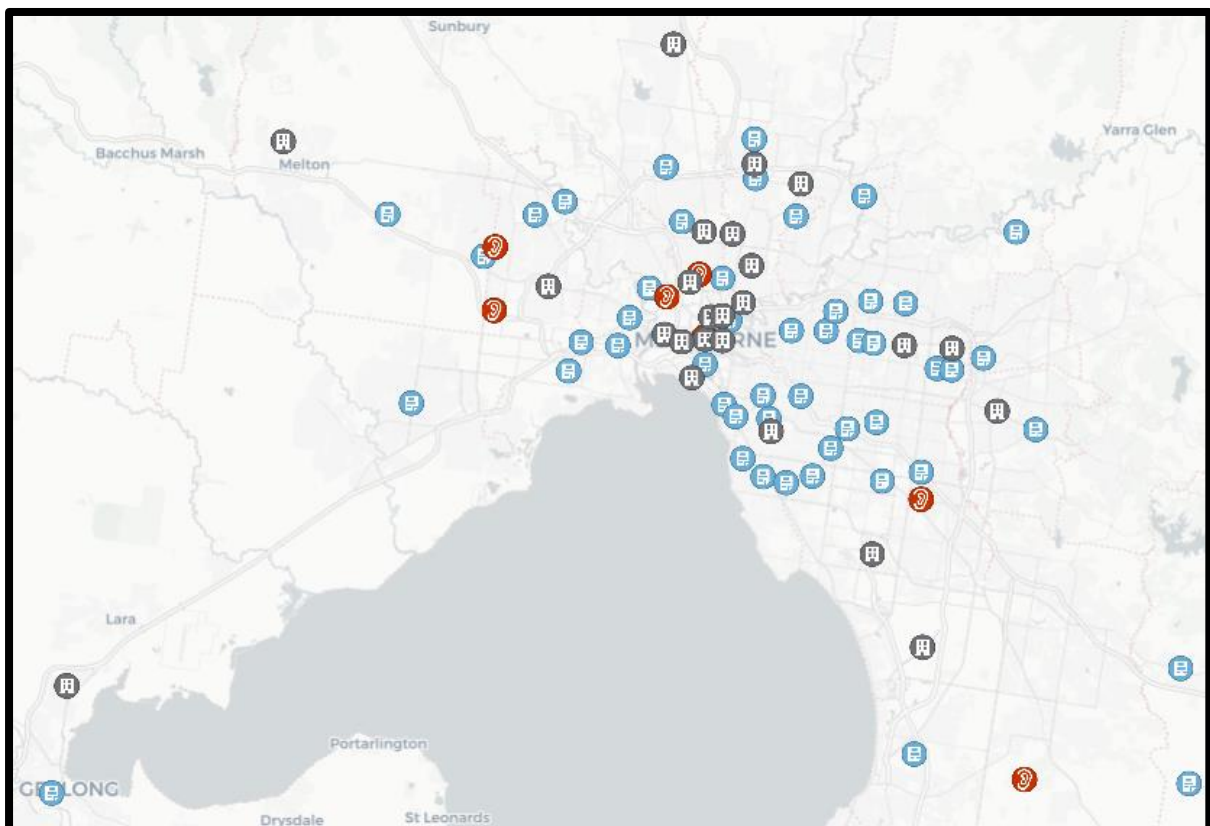 Sunbury
Yarra Glen
Bacchus Marsh
Melton
Lara
Portarlington
Drysdale
St Leonards